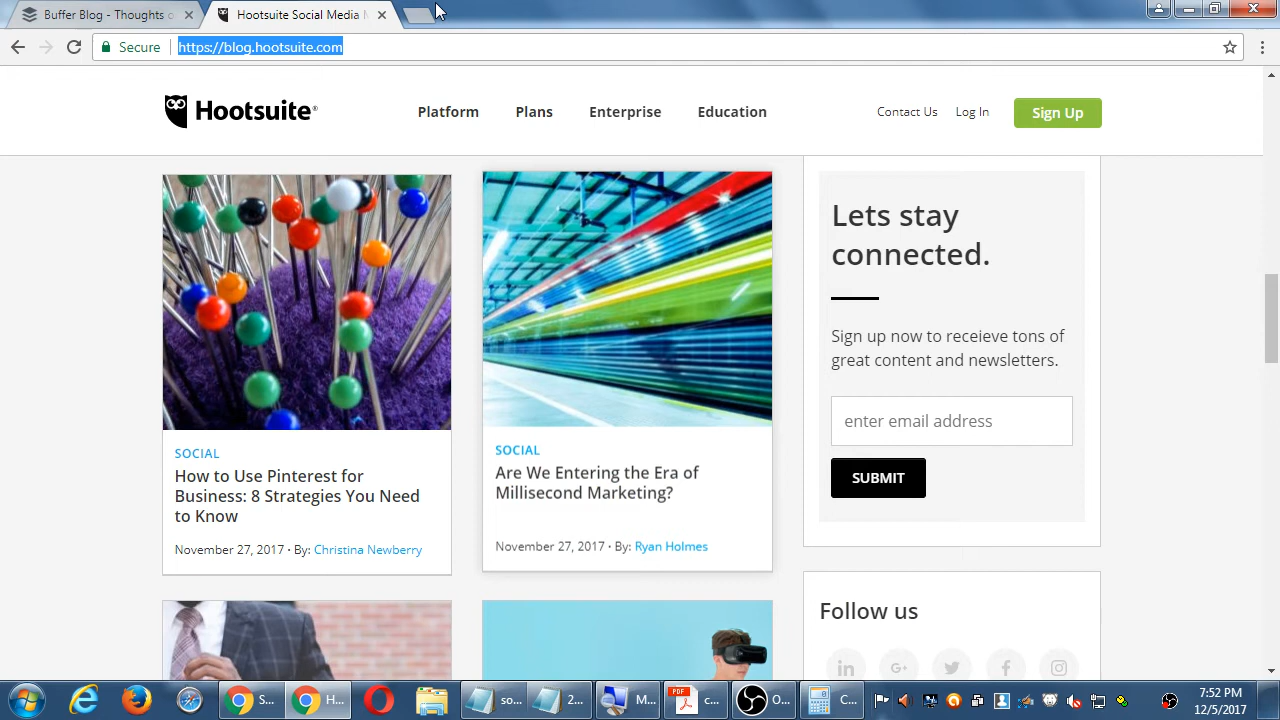 Buffer Blog - Thoughts o
Hootsuite Social Media M
Secure
https://blog.hootsuite.com
Hootsuite®
Platform
Plans
Enterprise
Education
Contact Us
Log In
Sign Up
SOCIAL
How to Use Pinterest for
Business: 8 Strategies You Need
to Know
November 27, 2017 · By: Christina Newberry
SOCIAL
Are We Entering the Era of
Millisecond Marketing?
November 27, 2017 · By: Ryan Holmes
Lets stay
connected.
Sign up now to receieve tons of
great content and newsletters.
enter email address
SUBMIT
Follow us
in
G+
S...
H...
so...
2...
M...
PDF
c...
O...
C...
7:52 PM
12/5/2017